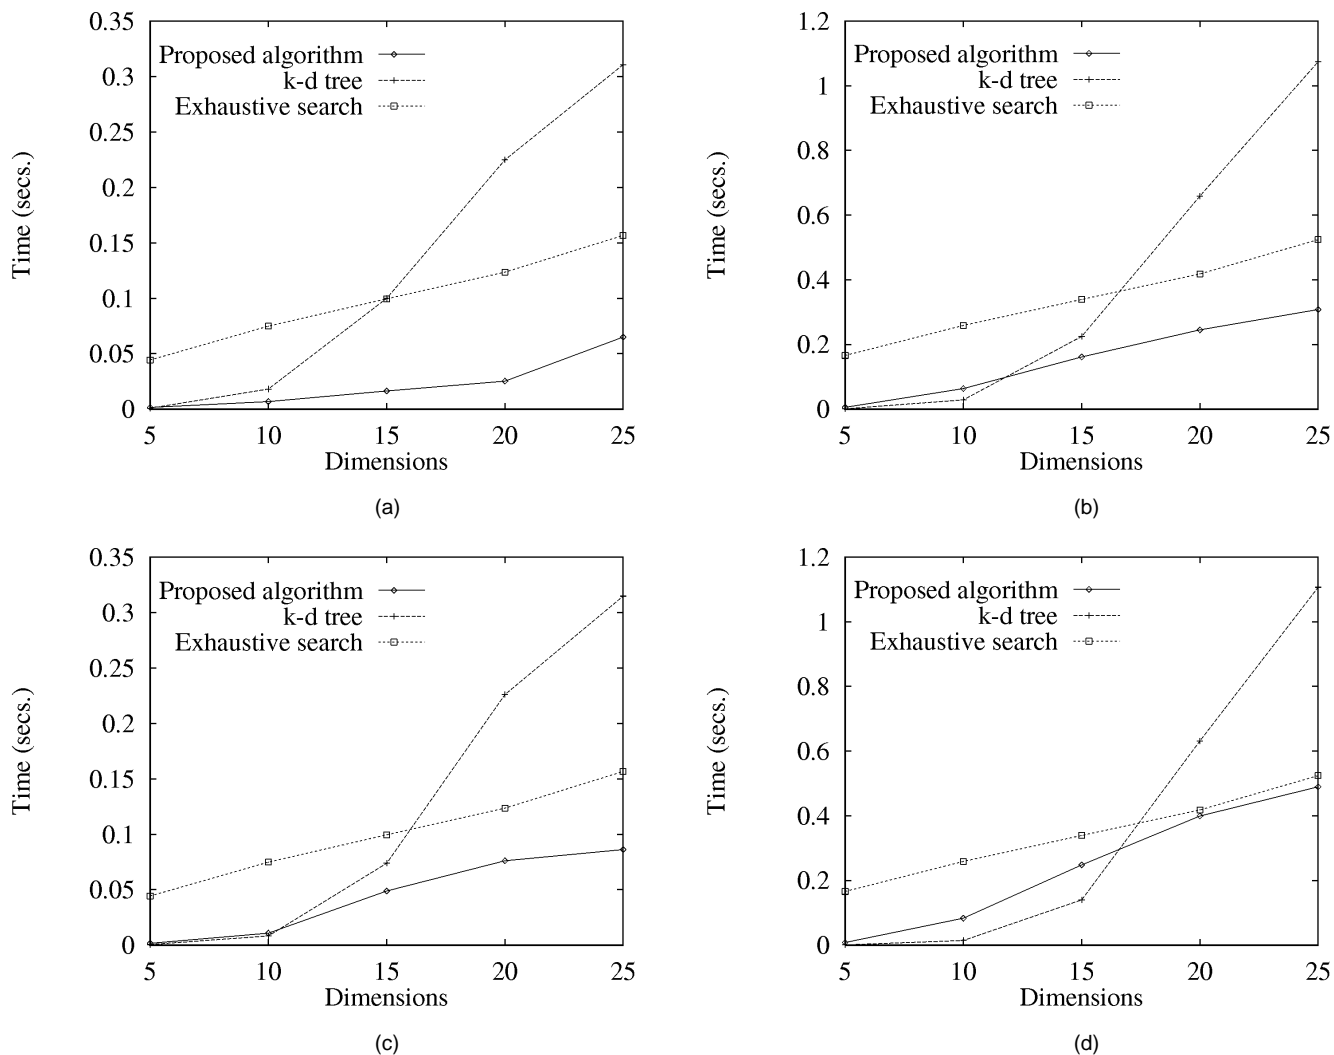 0.35
0.3
0.25
0.2
0.15
0.1
0.05
0
Time (secs.)
Proposed algorithm
k-d tree
Exhaustive search
5 10 15 20 25
Dimensions
(a)
1.2
1
0.8
0.6
0.4
0.2
0
Time (secs.)
Proposed algorithm
k-d tree
Exhaustive search
5 10 15 20 25
Dimensions
(b)
0.35
0.3
0.25
0.2
0.15
0.1
0.05
0
Time (secs.)
Proposed algorithm
k-d tree
Exhaustive search
5 10 15 20 25
Dimensions
(c)
1.2
1
0.8
0.6
0.4
0.2
0
Time (secs.)
Proposed algorithm
k-d tree
Exhaustive search
5 10 15 20 25
Dimensions
(d)